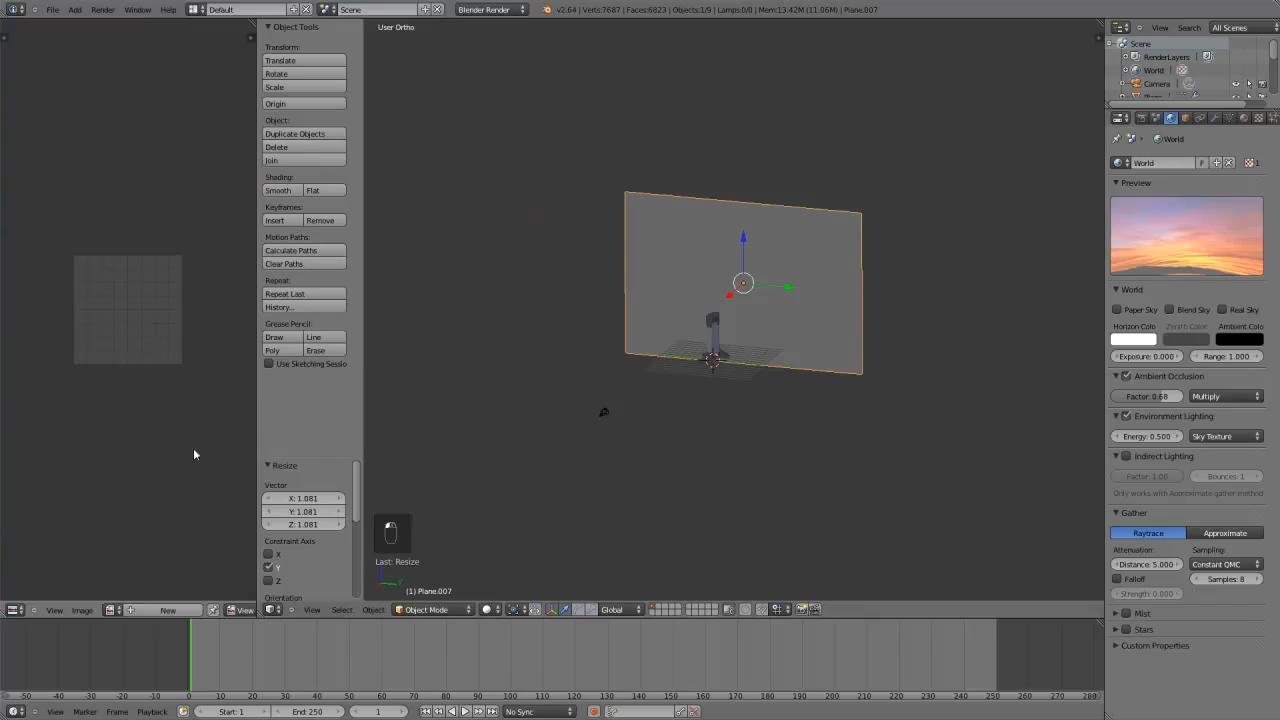 File Add Render Window Help Default Scene Blender Render v2.64 | Verts:7687 | Faces:6823 | Objects:1/9 | Lamps:0/0 | Mem:13.42M (11.06M) | Plane.007
Object Tools
Transform:
Translate
Rotate
Scale
Origin
Object:
Duplicate Objects
Delete
Join
Shading:
Smooth Flat
Keyframes:
Insert Remove
Motion Paths:
Calculate Paths
Clear Paths
Repeat:
Repeat Last
History...
Grease Pencil:
Draw Line
Poly Erase
Use Sketching Sessio
Resize
Vector
X: 1.081
Y: 1.081
Z: 1.081
Constraint Axis
X
Y
Z
Orientation
User Ortho
Last: Resize
(1) Plane.007
View Search All Scenes
Scene
RenderLayers
World
Camera
World
World F 1
Preview
World
Paper Sky Blend Sky Real Sky
Horizon Colo Zenith Color Ambient Colo
Exposure: 0.000 Range: 1.000
Ambient Occlusion
Factor: 0.68 Multiply
Environment Lighting
Energy: 0.500 Sky Texture
Indirect Lighting
Factor: 1.00 Bounces: 1
Only works with Approximate gather method
Gather
Raytrace Approximate
Attenuation: Sampling:
Distance: 5.000 Constant QMC
Falloff Samples: 8
Strength: 0.000
Mist
Stars
Custom Properties
View Image New View
View Select Object Object Mode Global
-50 -40 -30 -20 -10 0 10 20 30 40 50 60 70 80 90 100 110 120 130 140 150 160 170 180 190 200 210 220 230 240 250 260 270 280
View Marker Frame Playback Start: 1 End: 250 1 No Sync